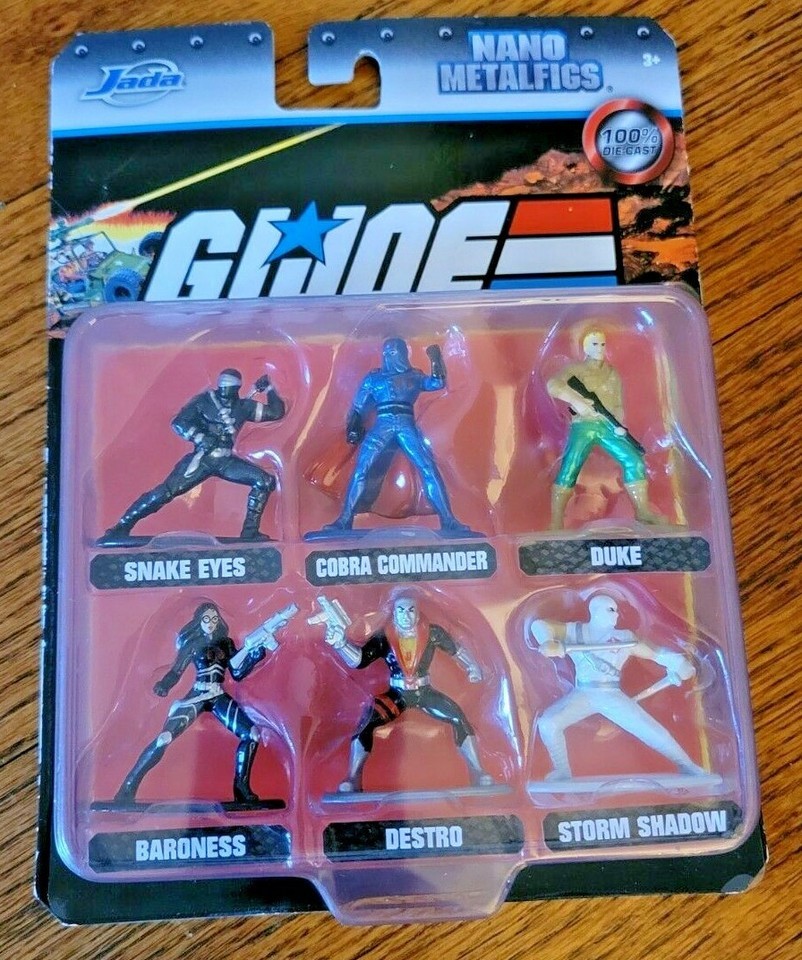 Jada
NANO
METALFIGS®
3+
100%
DIE-CAST
G.I.JOE
SNAKE EYES
COBRA COMMANDER
DUKE
BARONESS
DESTRO
STORM SHADOW